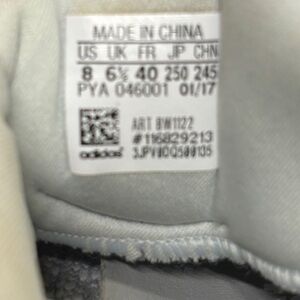 MADE IN CHINA
US UK FR JP CHN
8 6½ 40 250 245
PYA 046001 01/17
ART BW1122
#116829213
adidas 3JPV0DQ500135